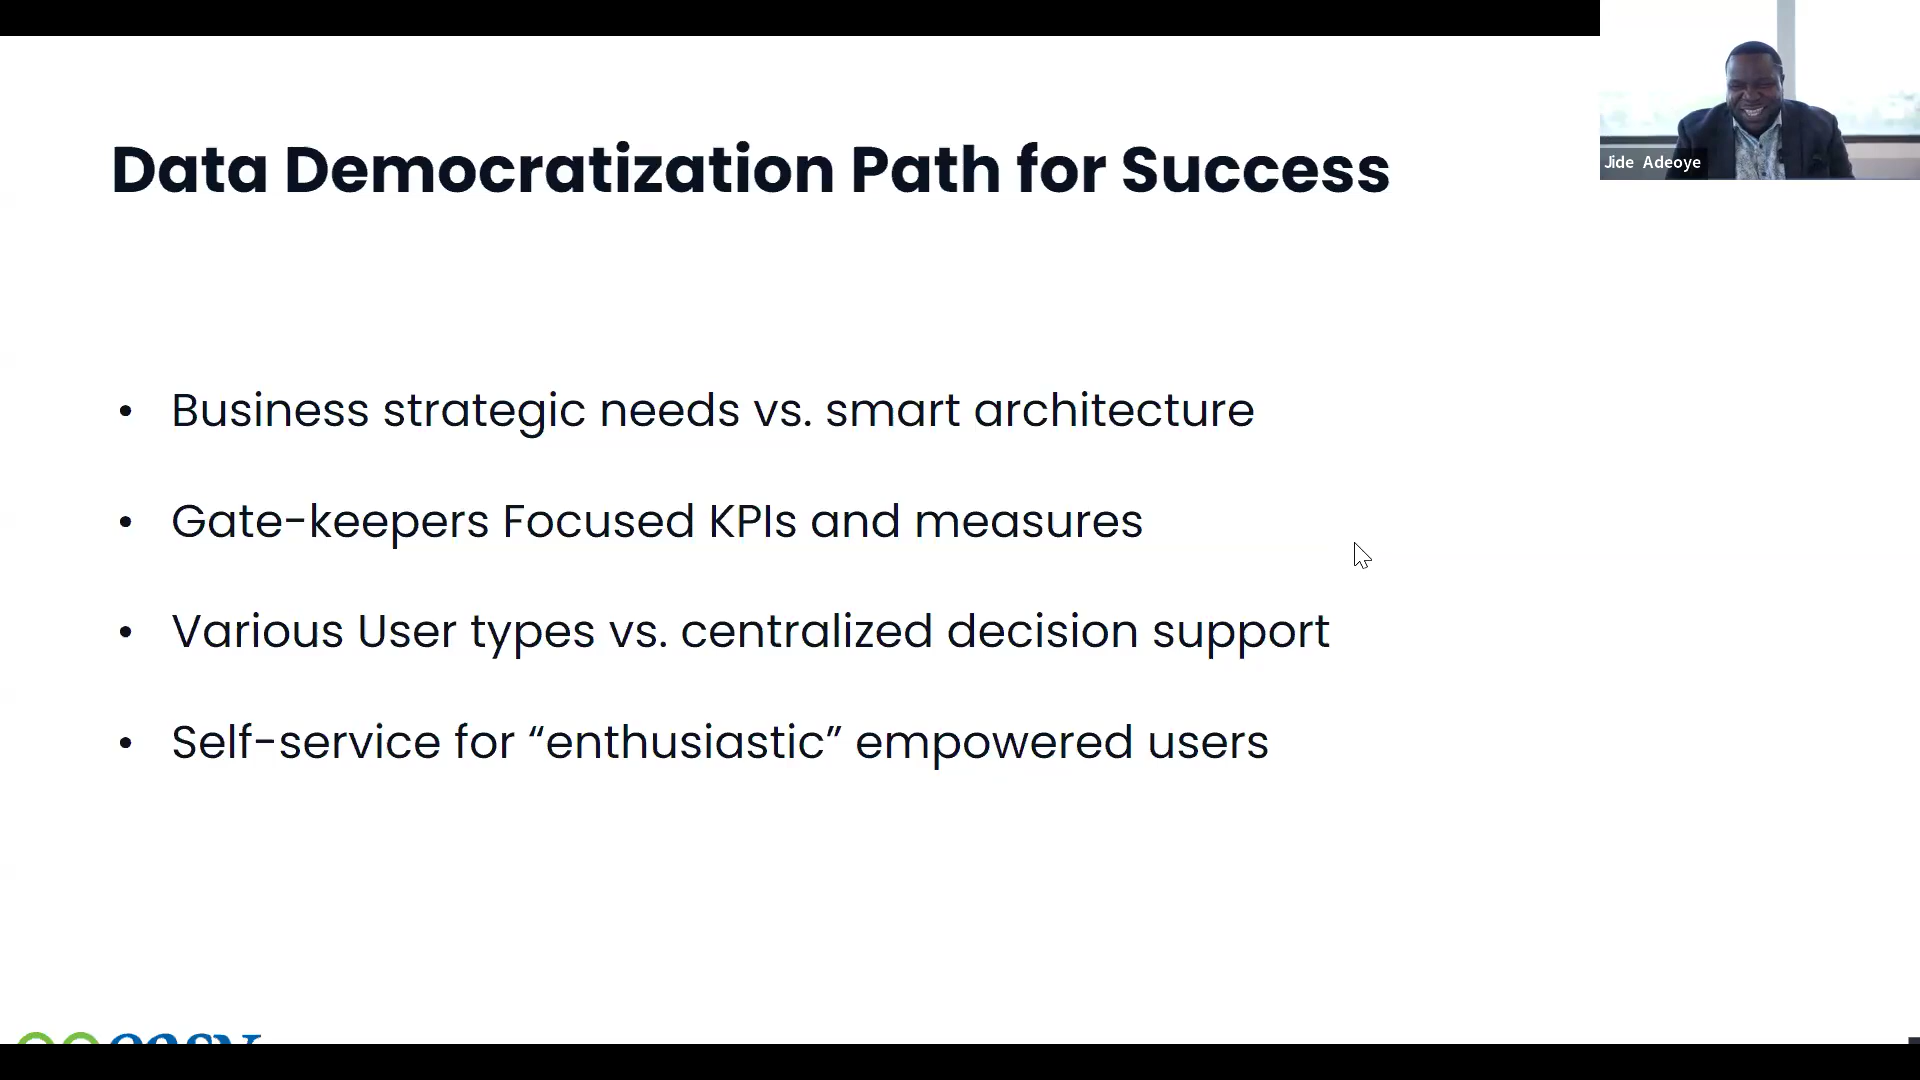 Data Democratization Path for Success
Jide Adeoye
• Business strategic needs vs. smart architecture
• Gate-keepers Focused KPIs and measures
• Various User types vs. centralized decision support
• Self-service for “enthusiastic” empowered users